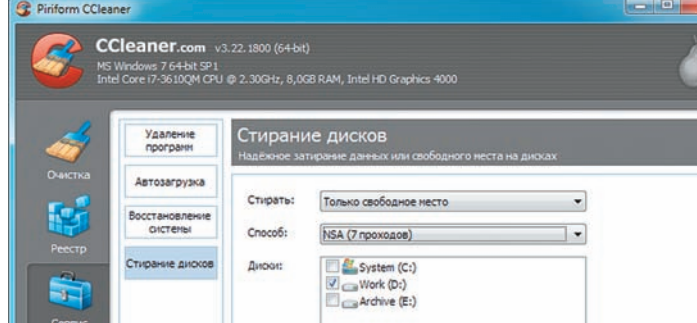 Piriform CCleaner
CCleaner.com v3.22.1800 (64-bit)
MS Windows 7 64-bit SP1
Intel Core i7-3610QM CPU @ 2.30GHz, 8,0GB RAM, Intel HD Graphics 4000
Очистка
Реестр
Сервис
Удаление
программ
Автозагрузка
Восстановление
системы
Стирание дисков
Стирание дисков
Надёжное затирание данных или свободного места на дисках
Стирать: Только свободное место
Способ: NSA (7 проходов)
Диски: System (C:)
Work (D:)
Archive (E:)